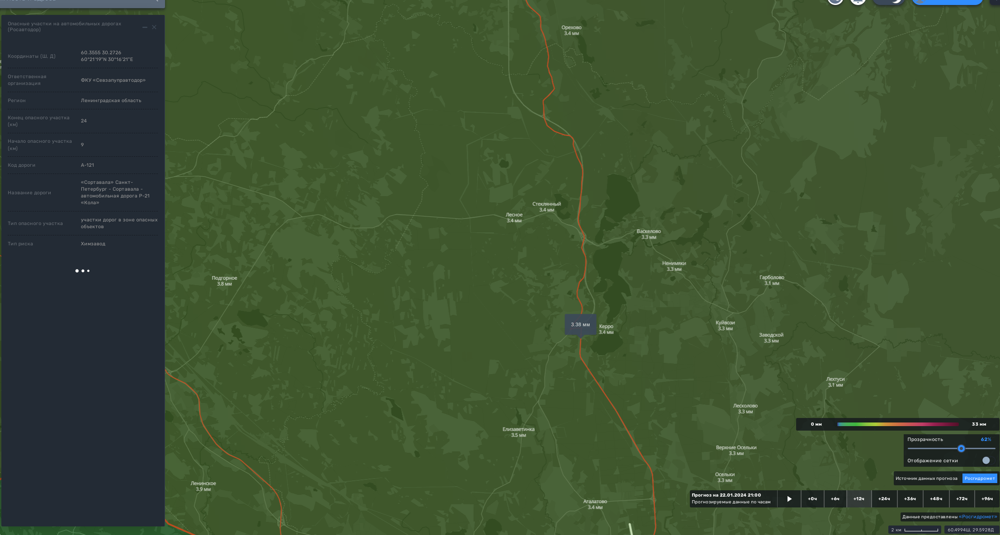 Опасные участки на автомобильных дорогах
(Росавтодор)
Координаты (Ш, Д)
60.3555 30.2726
60°21'19"N 30°16'21"E
Ответственная
организация
ФКУ «Севзапуправтодор»
Регион
Ленинградская область
Конец опасного участка
(км)
24
Начало опасного участка
(км)
9
Код дороги
А-121
Название дороги
«Сортавала» Санкт-
Петербург - Сортавала -
автомобильная дорога Р-21
«Кола»
Тип опасного участка
участки дорог в зоне опасных
объектов
Тип риска
Химзавод
Орехово
3.4 мм
Стеклянный
3.4 мм
Лесное
3.4 мм
Васкелово
3.3 мм
Ненимяки
3.3 мм
Гарболово
3.1 мм
Подгорное
3.8 мм
3.38 мм
Керро
3.4 мм
Куйвози
3.3 мм
Заводской
3.3 мм
Лехтуси
3.1 мм
Лесколово
3.3 мм
Елизаветинка
3.5 мм
Верхние Осельки
3.3 мм
Осельки
3.3 мм
Ленинское
3.9 мм
Агалатово
3.4 мм
0 мм
33 мм
Прозрачность
62%
Отображение сетки
Источник данных прогноза
Росгидромет
Прогноз на 22.01.2024 21:00
Прогнозируемые данные по часам
+0ч
+6ч
+12ч
+24ч
+36ч
+48ч
+72ч
+96ч
Данные предоставлены «Росгидромет»
2 км
60.4994Ш, 29.5928Д